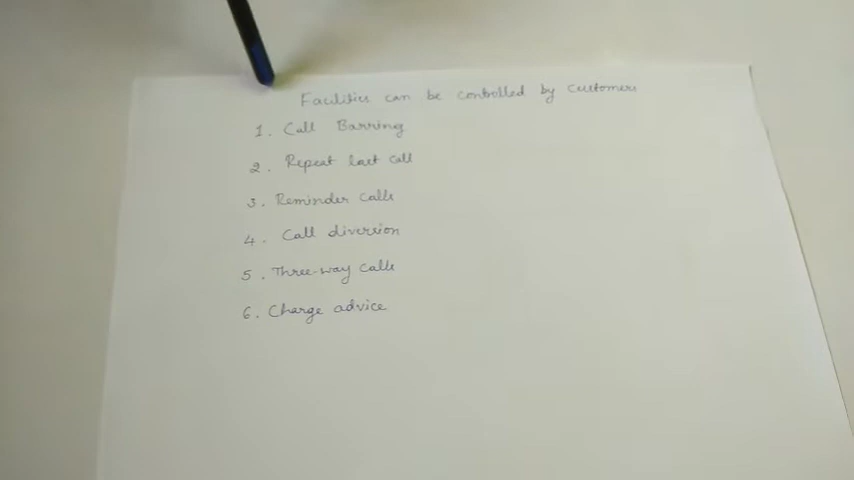 Facilities can be controlled by customers
1. Call Barring
2. Repeat last call
3. Reminder calls
4. Call diversion
5. Three-way calls
6. Charge advice